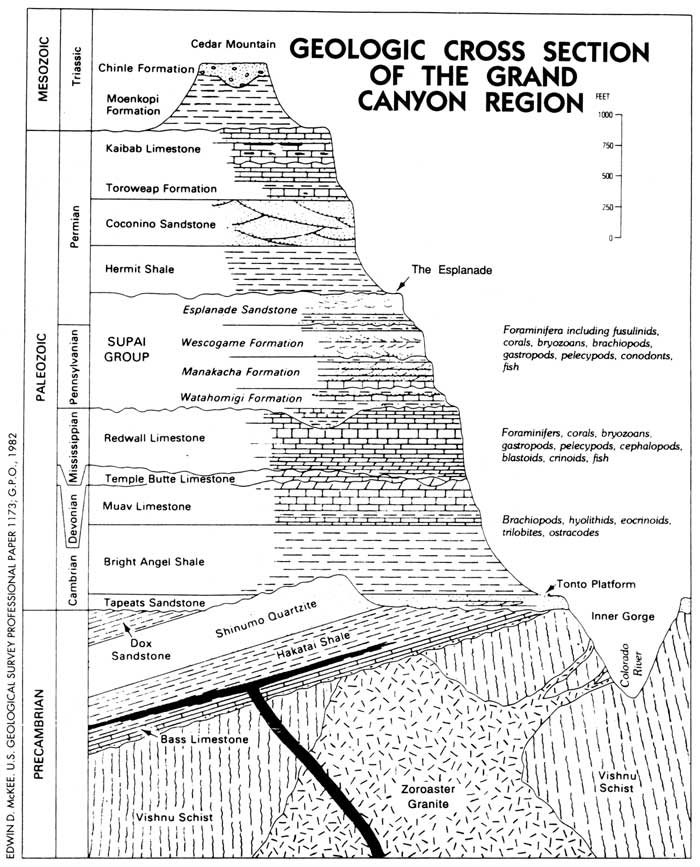 GEOLOGIC CROSS SECTION
OF THE GRAND
CANYON REGION
FEET
1000
750
500
250
0
MESOZOIC
Triassic
Cedar Mountain
Chinle Formation
Moenkopi
Formation
PALEOZOIC
Permian
Kaibab Limestone
Toroweap Formation
Coconino Sandstone
Hermit Shale
The Esplanade
Esplanade Sandstone
Pennsylvanian
SUPAI
GROUP
Wescogame Formation
Manakacha Formation
Watahomigi Formation
Foraminifera including fusulinids,
corals, bryozoans, brachiopods,
gastropods, pelecypods, conodonts,
fish
Mississippian
Redwall Limestone
Foraminifers, corals, bryozoans,
gastropods, pelecypods, cephalopods,
blastoids, crinoids, fish
Devonian
Temple Butte Limestone
Muav Limestone
Brachiopods, hyolithids, eocrinoids,
trilobites, ostracodes
Cambrian
Bright Angel Shale
Tonto Platform
Tapeats Sandstone
Inner Gorge
Colorado
River
PRECAMBRIAN
Dox
Sandstone
Shinumo Quartzite
Hakatai Shale
Bass Limestone
Vishnu Schist
Zoroaster
Granite
Vishnu
Schist
EDWIN D. McKEE, U.S. GEOLOGICAL SURVEY PROFESSIONAL PAPER 1173; G.P.O., 1982